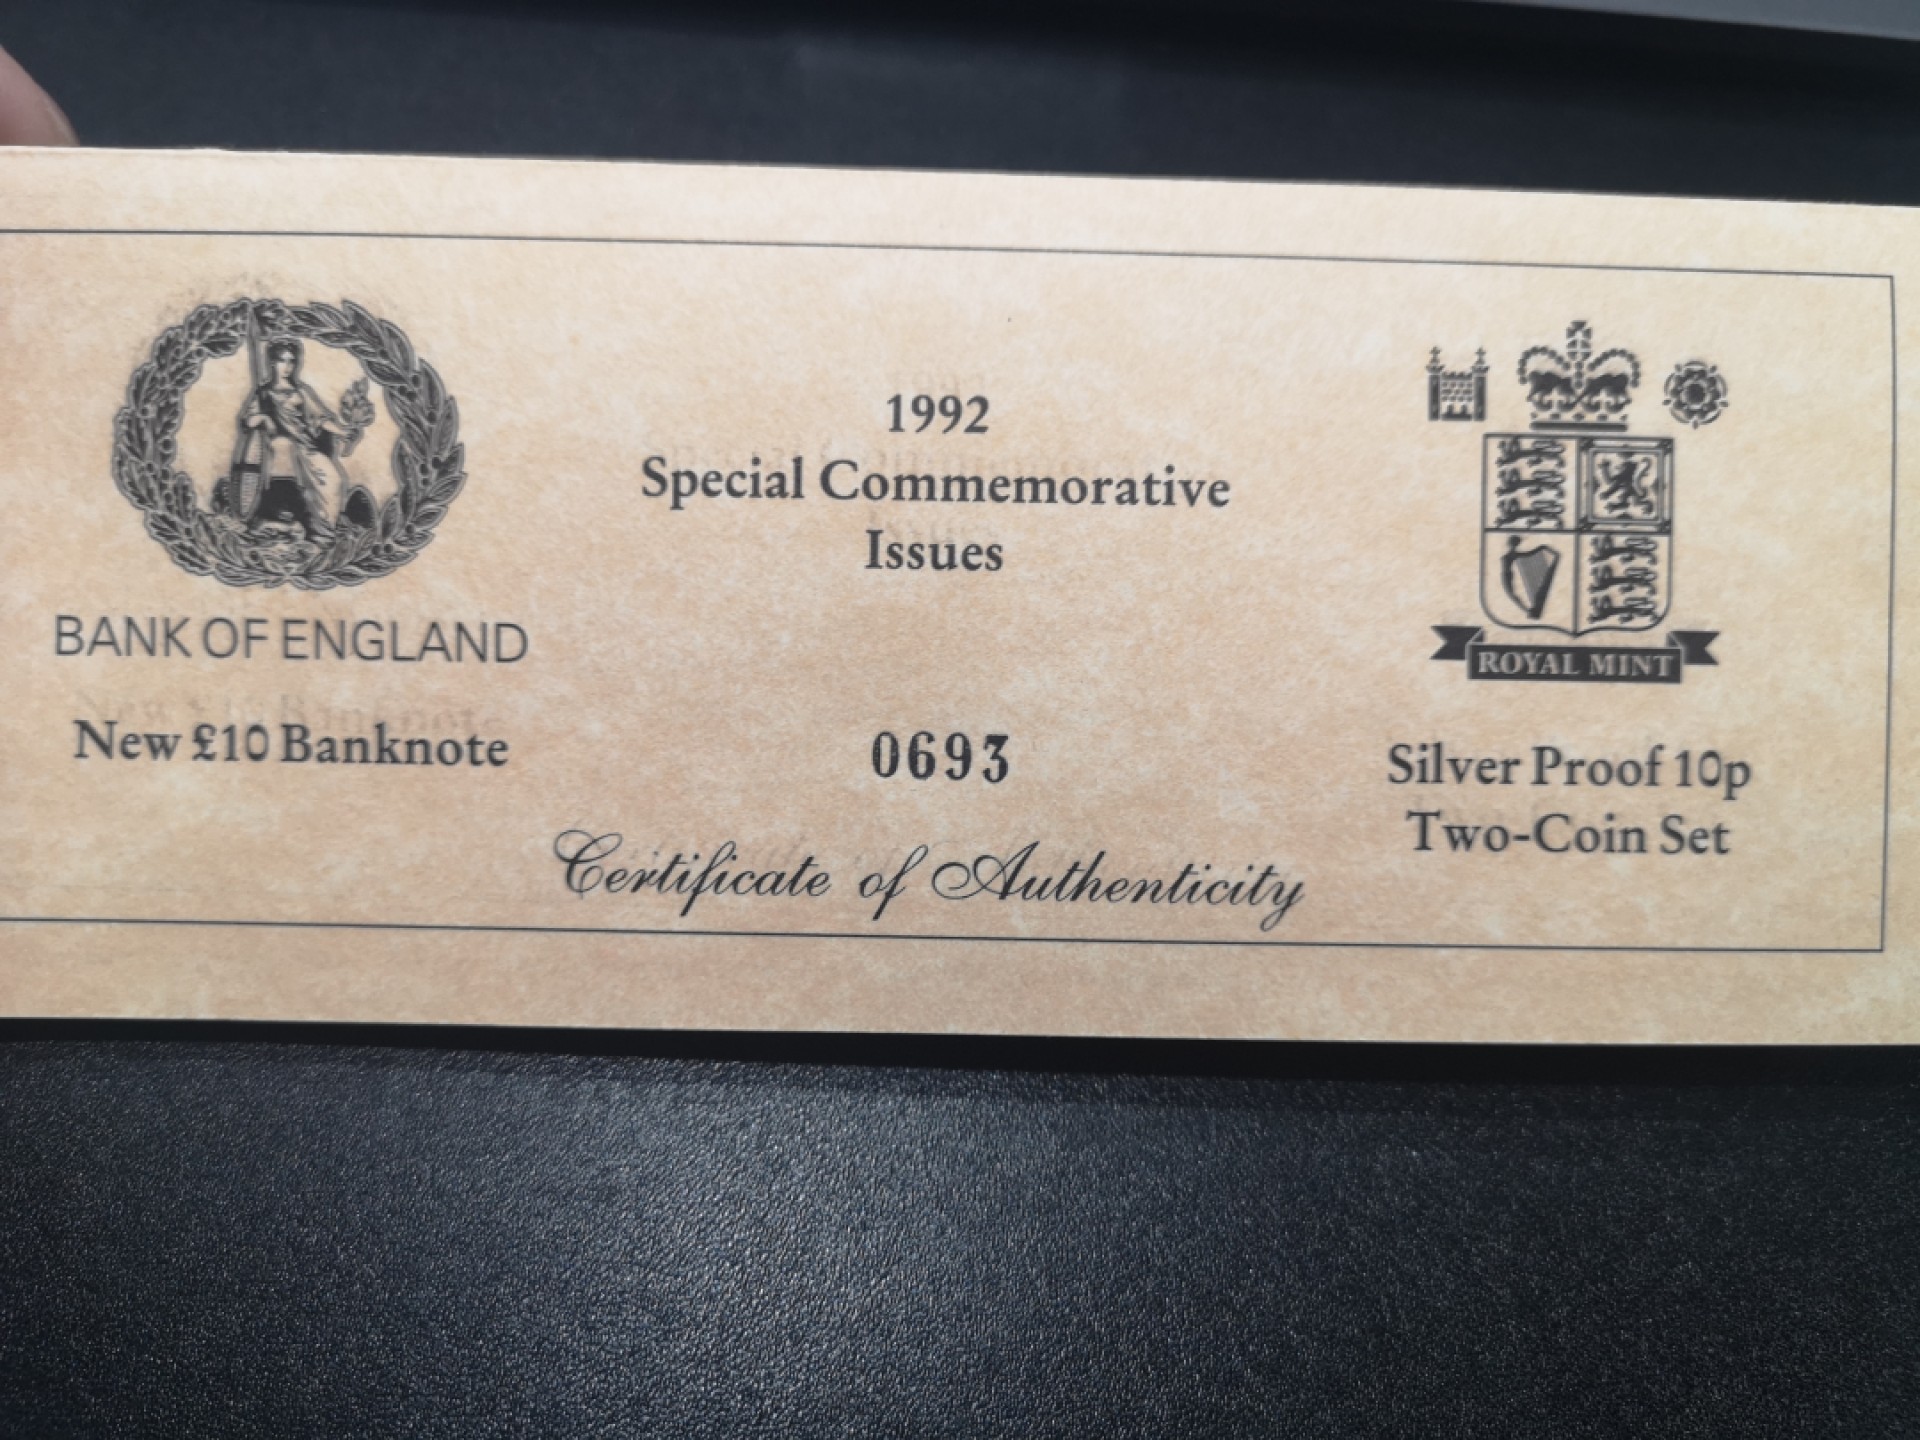 1992
Special Commemorative
Issues
BANK OF ENGLAND
New £10 Banknote
0693
ROYAL MINT
Silver Proof 10p
Two-Coin Set
Certificate of Authenticity